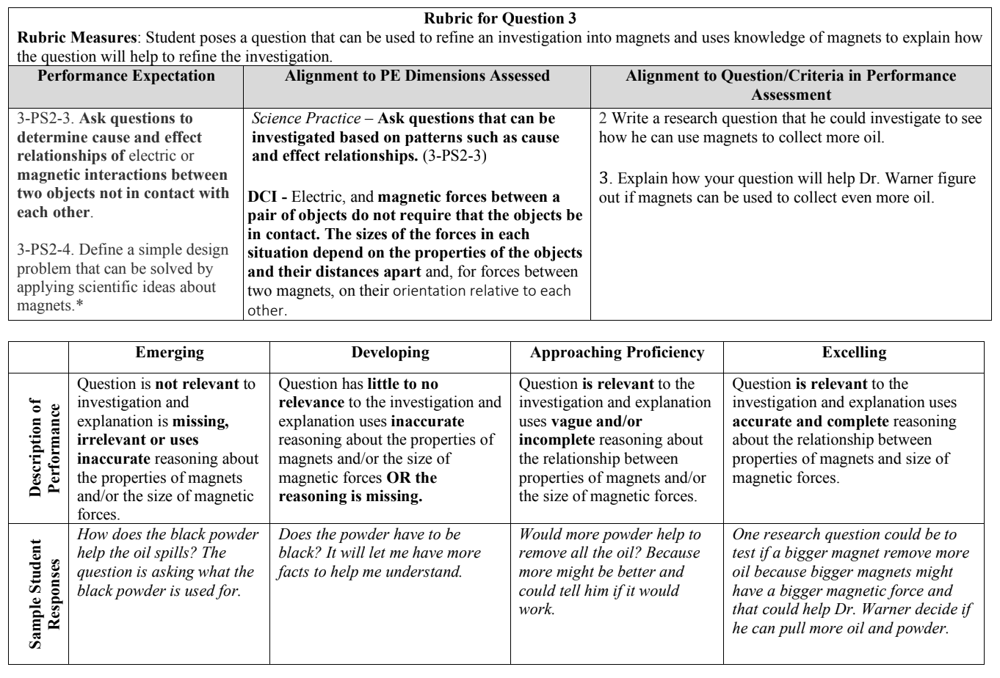 Rubric for Question 3
Rubric Measures: Student poses a question that can be used to refine an investigation into magnets and uses knowledge of magnets to explain how
the question will help to refine the investigation.
Performance Expectation
Alignment to PE Dimensions Assessed
Alignment to Question/Criteria in Performance
Assessment
3-PS2-3. Ask questions to
determine cause and effect
relationships of electric or
magnetic interactions between
two objects not in contact with
each other.
3-PS2-4. Define a simple design
problem that can be solved by
applying scientific ideas about
magnets.*
Science Practice – Ask questions that can be
investigated based on patterns such as cause
and effect relationships. (3-PS2-3)
DCI - Electric, and magnetic forces between a
pair of objects do not require that the objects be
in contact. The sizes of the forces in each
situation depend on the properties of the objects
and their distances apart and, for forces between
two magnets, on their orientation relative to each
other.
2 Write a research question that he could investigate to see
how he can use magnets to collect more oil.
3. Explain how your question will help Dr. Warner figure
out if magnets can be used to collect even more oil.
Emerging
Developing
Approaching Proficiency
Excelling
Description of
Performance
Question is not relevant to
investigation and
explanation is missing,
irrelevant or uses
inaccurate reasoning about
the properties of magnets
and/or the size of magnetic
forces.
Question has little to no
relevance to the investigation and
explanation uses inaccurate
reasoning about the properties of
magnets and/or the size of
magnetic forces OR the
reasoning is missing.
Question is relevant to the
investigation and explanation
uses vague and/or
incomplete reasoning about
the relationship between
properties of magnets and/or
the size of magnetic forces.
Question is relevant to the
investigation and explanation uses
accurate and complete reasoning
about the relationship between
properties of magnets and size of
magnetic forces.
Sample Student
Responses
How does the black powder
help the oil spills? The
question is asking what the
black powder is used for.
Does the powder have to be
black? It will let me have more
facts to help me understand.
Would more powder help to
remove all the oil? Because
more might be better and
could tell him if it would
work.
One research question could be to
test if a bigger magnet remove more
oil because bigger magnets might
have a bigger magnetic force and
that could help Dr. Warner decide if
he can pull more oil and powder.